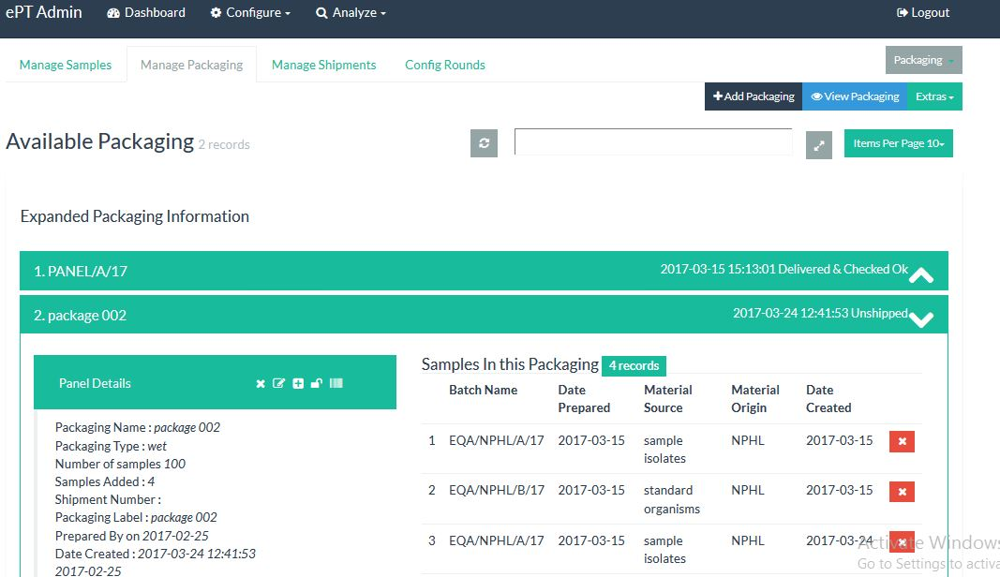 ePT Admin Dashboard Configure Analyze Logout
Manage Samples Manage Packaging Manage Shipments Config Rounds Packaging
Add Packaging View Packaging Extras
Available Packaging 2 records Items Per Page 10
Expanded Packaging Information
1. PANEL/A/17 2017-03-15 15:13:01 Delivered & Checked Ok
2. package 002 2017-03-24 12:41:53 Unshipped
Panel Details
Packaging Name : package 002
Packaging Type : wet
Number of samples 100
Samples Added : 4
Shipment Number :
Packaging Label : package 002
Prepared By on 2017-02-25
Date Created : 2017-03-24 12:41:53
2017-02-25
Samples In this Packaging 4 records
Batch Name Date Prepared Material Source Material Origin Date Created
1 EQA/NPHL/A/17 2017-03-15 sample isolates NPHL 2017-03-15
2 EQA/NPHL/B/17 2017-03-15 standard organisms NPHL 2017-03-15
3 EQA/NPHL/A/17 2017-03-15 sample isolates NPHL 2017-03-24
Activate Windows
Go to Settings to activa